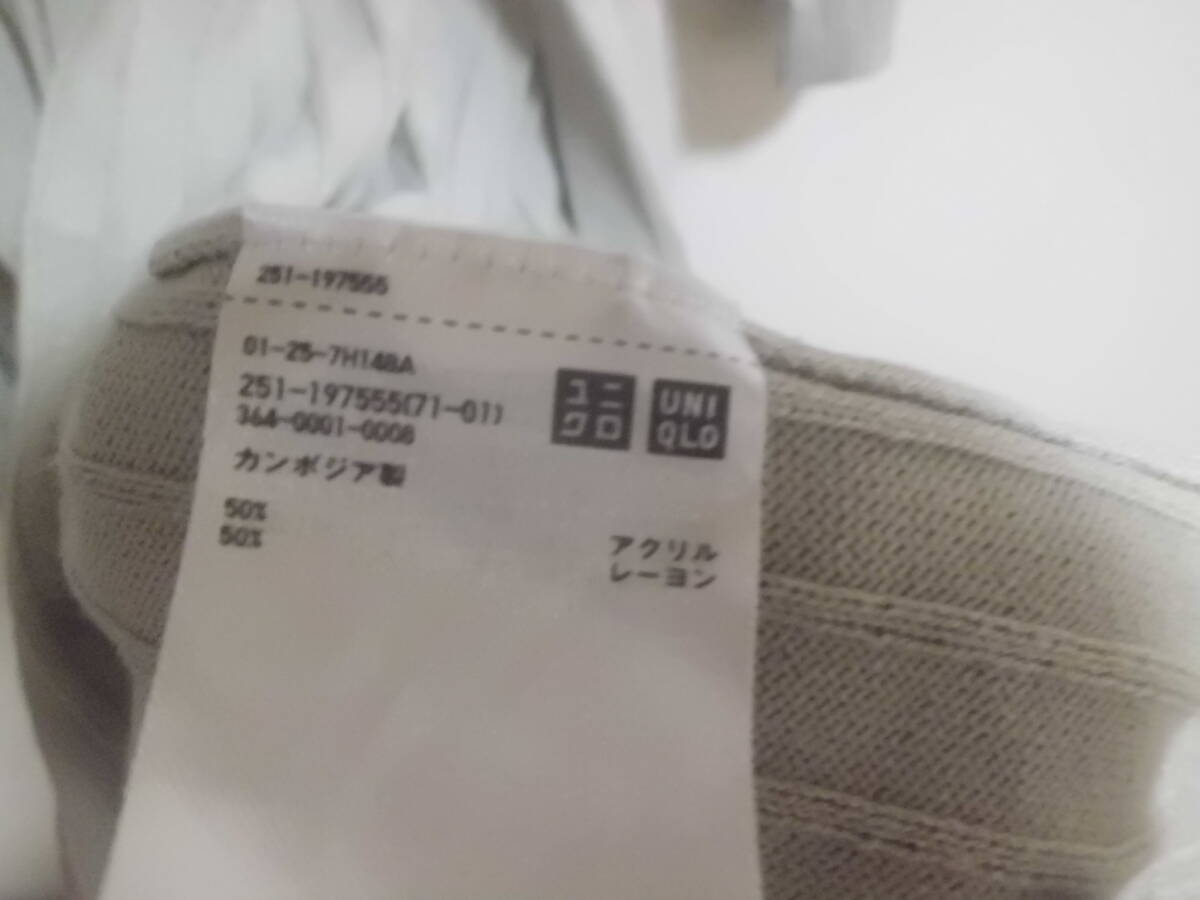 251-197555
01-25-7H14BA
251-197555(71-01)
364-0001-0008
カンボジア製
ユニ
クロ
UNI
QLO
50% アクリル
50% レーヨン